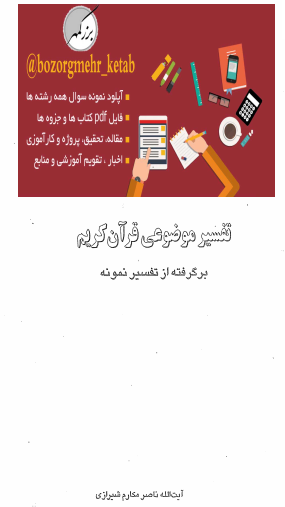 بزرگمهر
@bozorgmehr_ketab
آپلود نمونه سوال همه رشته ها
فایل pdf کتاب ها و جزوه ها
مقاله، تحقیق، پروژه و کارآموزی
اخبار ، تقویم آموزشی و منابع
تفسیر موضوعی قرآن کریم
برگرفته از تفسیر نمونه
آیت‌الله ناصر مکارم شیرازی